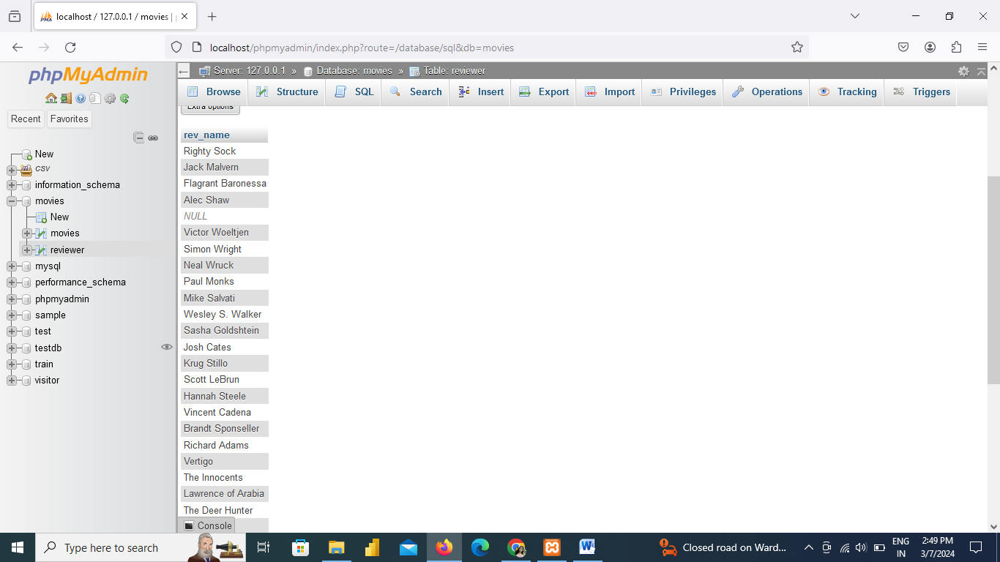 localhost / 127.0.0.1 / movies |
localhost/phpmyadmin/index.php?route=/database/sql&db=movies
phpMyAdmin
Recent Favorites
New
csv
information_schema
movies
New
movies
reviewer
mysql
performance_schema
phpmyadmin
sample
test
testdb
train
visitor
Server: 127.0.0.1 » Database: movies » Table: reviewer
Browse Structure SQL Search Insert Export Import Privileges Operations Tracking Triggers
Extra options
rev_name
Righty Sock
Jack Malvern
Flagrant Baronessa
Alec Shaw
NULL
Victor Woeltjen
Simon Wright
Neal Wruck
Paul Monks
Mike Salvati
Wesley S. Walker
Sasha Goldshtein
Josh Cates
Krug Stillo
Scott LeBrun
Hannah Steele
Vincent Cadena
Brandt Sponseller
Richard Adams
Vertigo
The Innocents
Lawrence of Arabia
The Deer Hunter
Console
Type here to search
Closed road on Ward...
ENG
IN
2:49 PM
3/7/2024